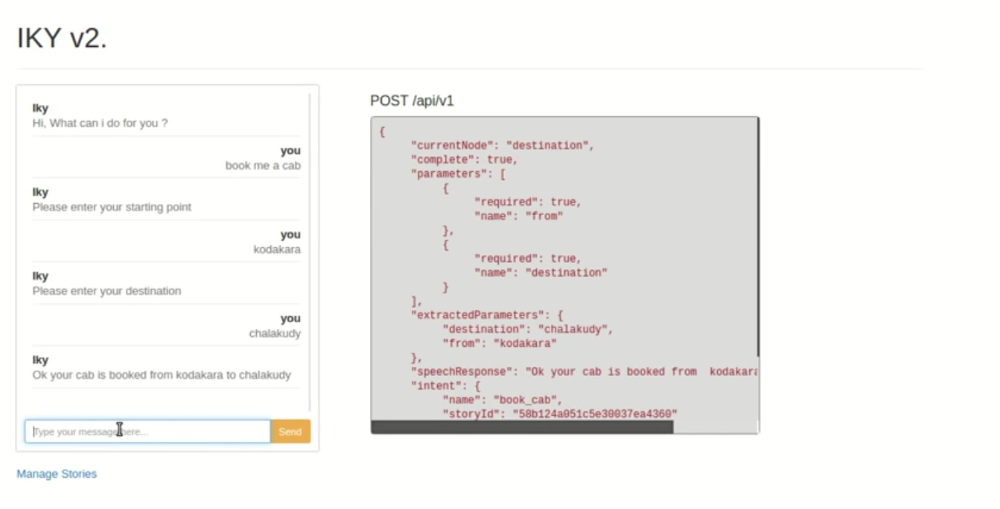 IKY v2.
Iky
Hi, What can i do for you ?
you
book me a cab
Iky
Please enter your starting point
you
kodakara
Iky
Please enter your destination
you
chalakudy
Iky
Ok your cab is booked from kodakara to chalakudy
Type your message here...
Send
Manage Stories
POST /api/v1
{
"currentNode": "destination",
"complete": true,
"parameters": [
{
"required": true,
"name": "from"
},
{
"required": true,
"name": "destination"
}
],
"extractedParameters": {
"destination": "chalakudy",
"from": "kodakara"
},
"speechResponse": "Ok your cab is booked from  kodakara
"intent": {
"name": "book_cab",
"storyId": "58b124a051c5e30037ea4360"